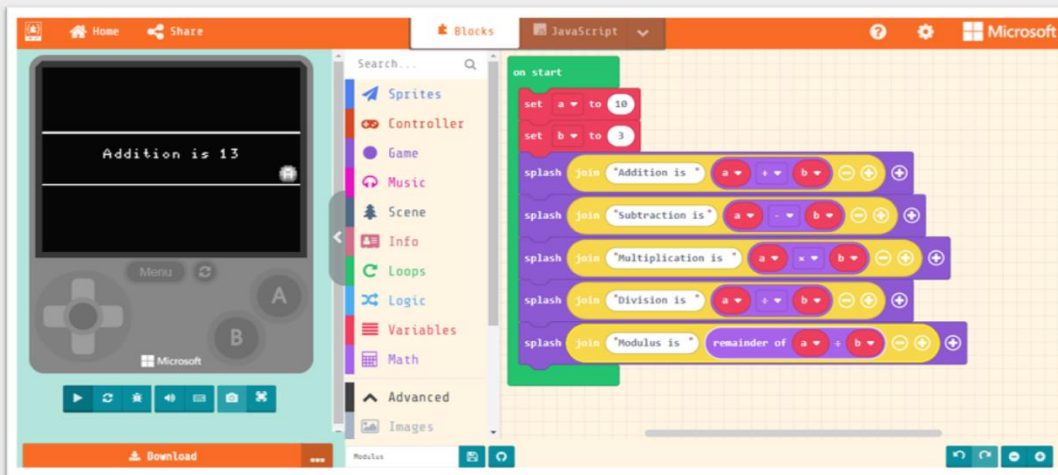 Home Share Blocks JavaScript Microsoft
Addition is 13
Menu
A
B
Microsoft
Download
Search...
Sprites
Controller
Game
Music
Scene
Info
Loops
Logic
Variables
Math
Advanced
Images
Modulus
on start
set a to 10
set b to 3
splash join "Addition is " a + b
splash join "Subtraction is" a - b
splash join "Multiplication is " a × b
splash join "Division is " a ÷ b
splash join "Modulus is " remainder of a ÷ b